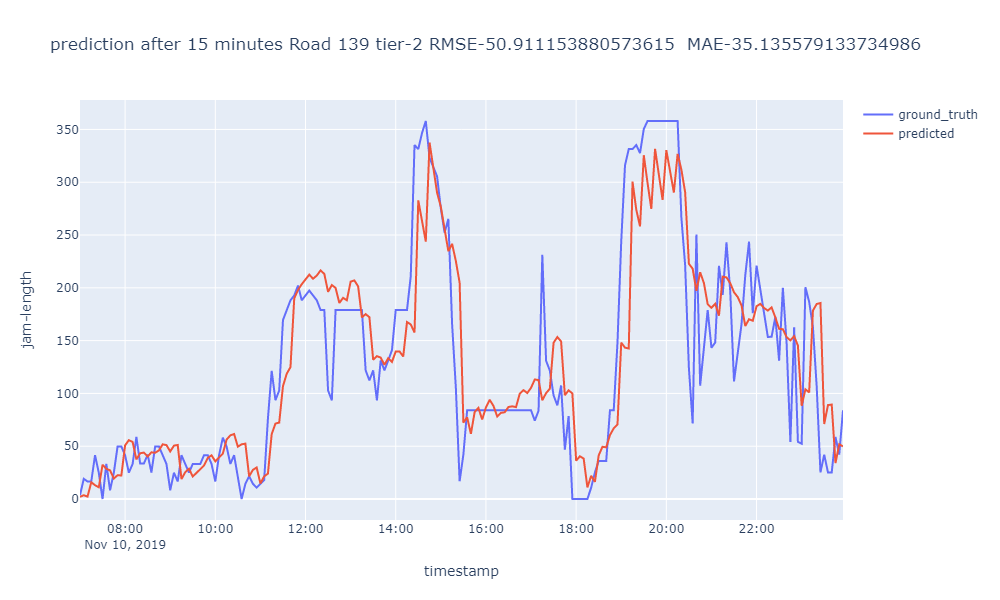 prediction after 15 minutes Road 139 tier-2 RMSE-50.911153880573615 MAE-35.135579133734986
ground_truth
predicted
350
300
250
200
150
100
50
0
jam-length
08:00 10:00 12:00 14:00 16:00 18:00 20:00 22:00
Nov 10, 2019
timestamp